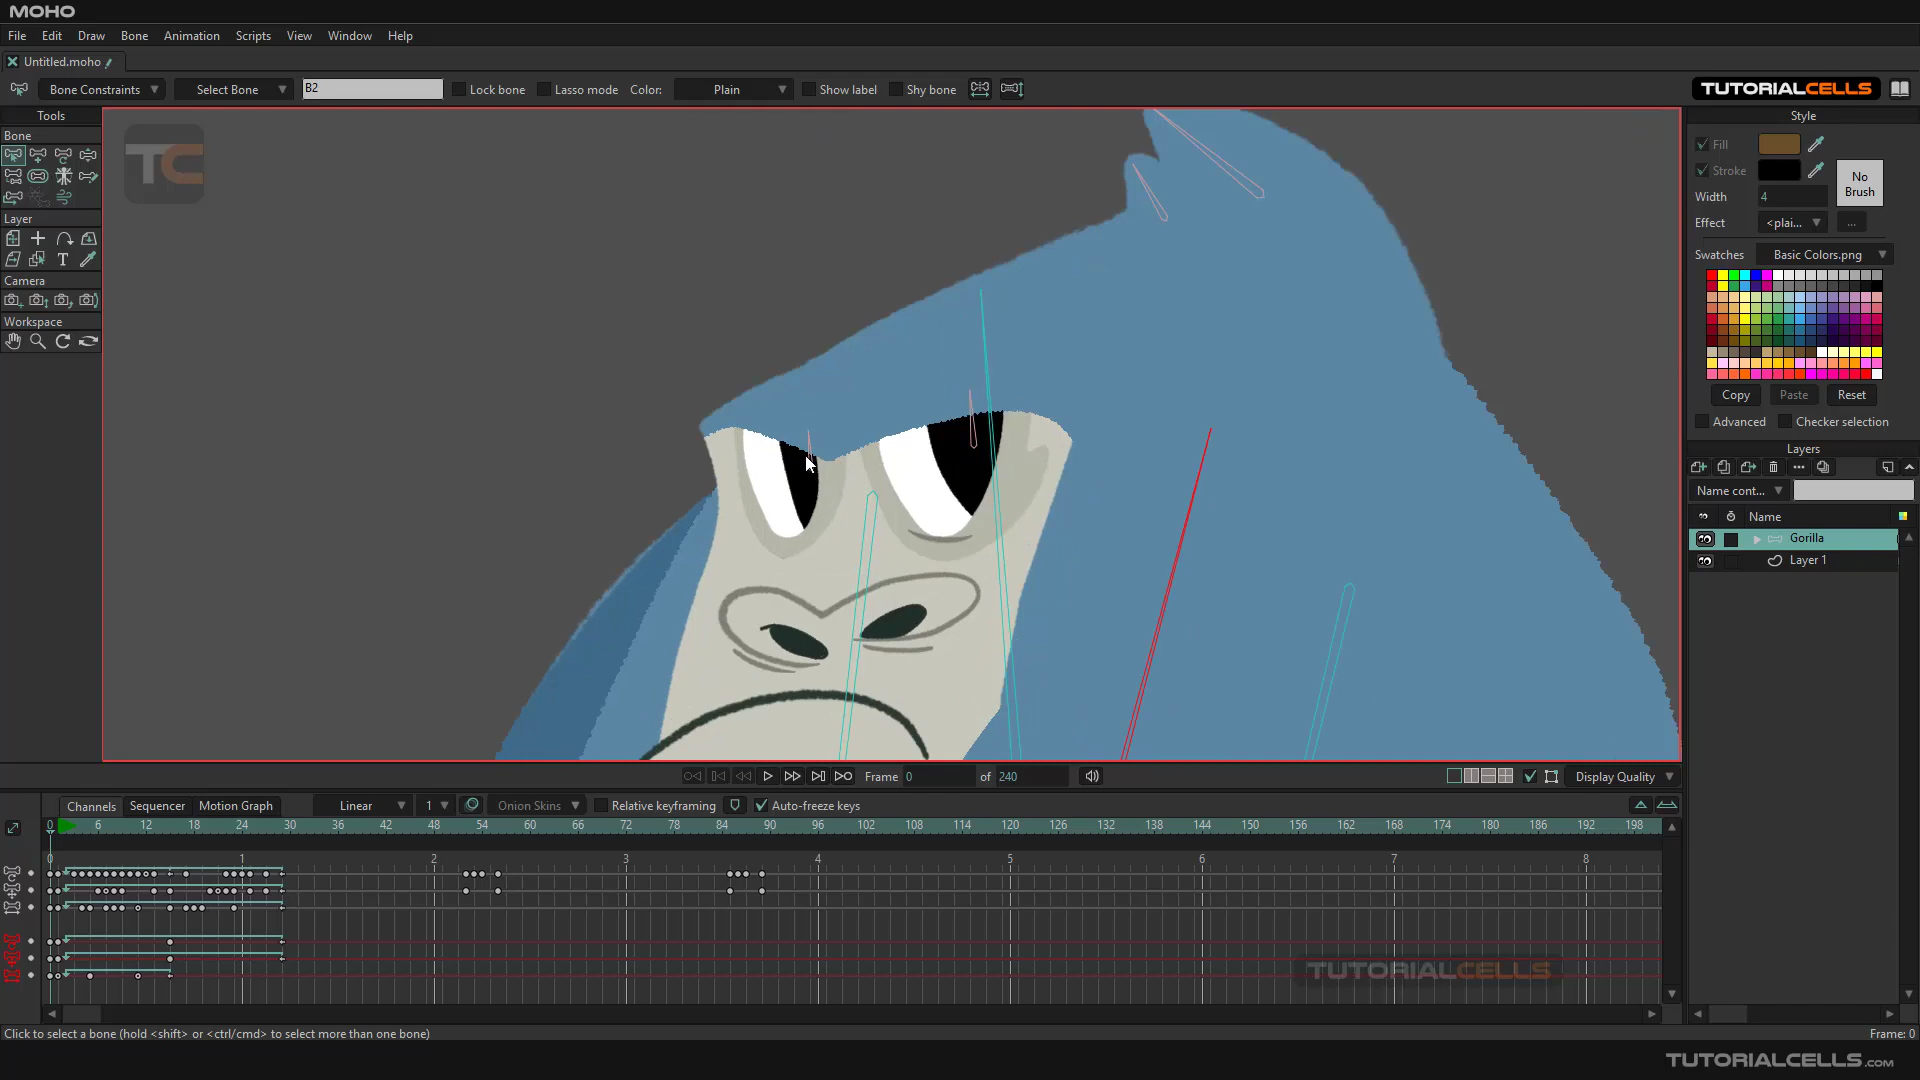 MOHO
File Edit Draw Bone Animation Scripts View Window Help
Untitled.moho
Bone Constraints Select Bone B2 Lock bone Lasso mode Color: Plain Show label Shy bone TUTORIALCELLS
Tools
Bone
Layer
T
Camera
Workspace
TC
Style
Fill
Stroke
No Brush
Width 4
Effect <plai... ...
Swatches Basic Colors.png
Copy Paste Reset
Advanced Checker selection
Layers
Name cont...
Name
Gorilla
Layer 1
Frame 0 of 240 Display Quality
Channels Sequencer Motion Graph Linear 1 Onion Skins Relative keyframing Auto-freeze keys
0 6 12 18 24 30 36 42 48 54 60 66 72 78 84 90 96 102 108 114 120 126 132 138 144 150 156 162 168 174 180 186 192 198
0 1 2 3 4 5 6 7 8
TUTORIALCELLS
Click to select a bone (hold <shift> or <ctrl/cmd> to select more than one bone) Frame: 0
TUTORIALCELLS.COM